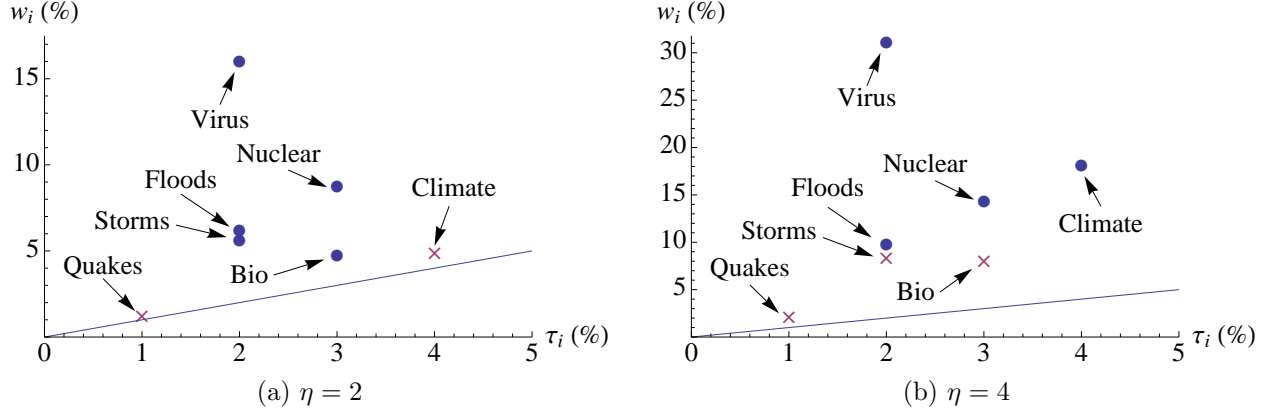 w_i (%)
15
10
5
0
1
2
3
4
5
τ_i (%)
Virus
Nuclear
Floods
Climate
Storms
Quakes
Bio
(a) η = 2
w_i (%)
30
25
20
15
10
5
0
1
2
3
4
5
τ_i (%)
Virus
Nuclear
Floods
Climate
Storms
Quakes
Bio
(b) η = 4